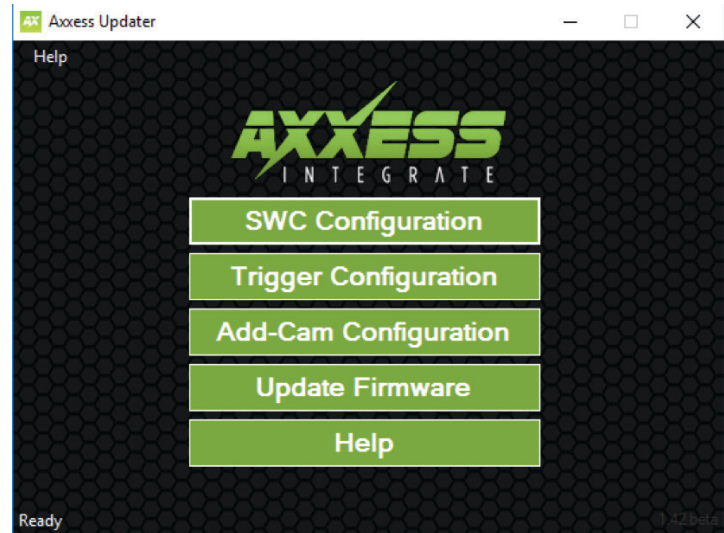 AX Axxess Updater
Help
AXXESS
INTEGRATE
SWC Configuration
Trigger Configuration
Add-Cam Configuration
Update Firmware
Help
Ready
1.42 beta